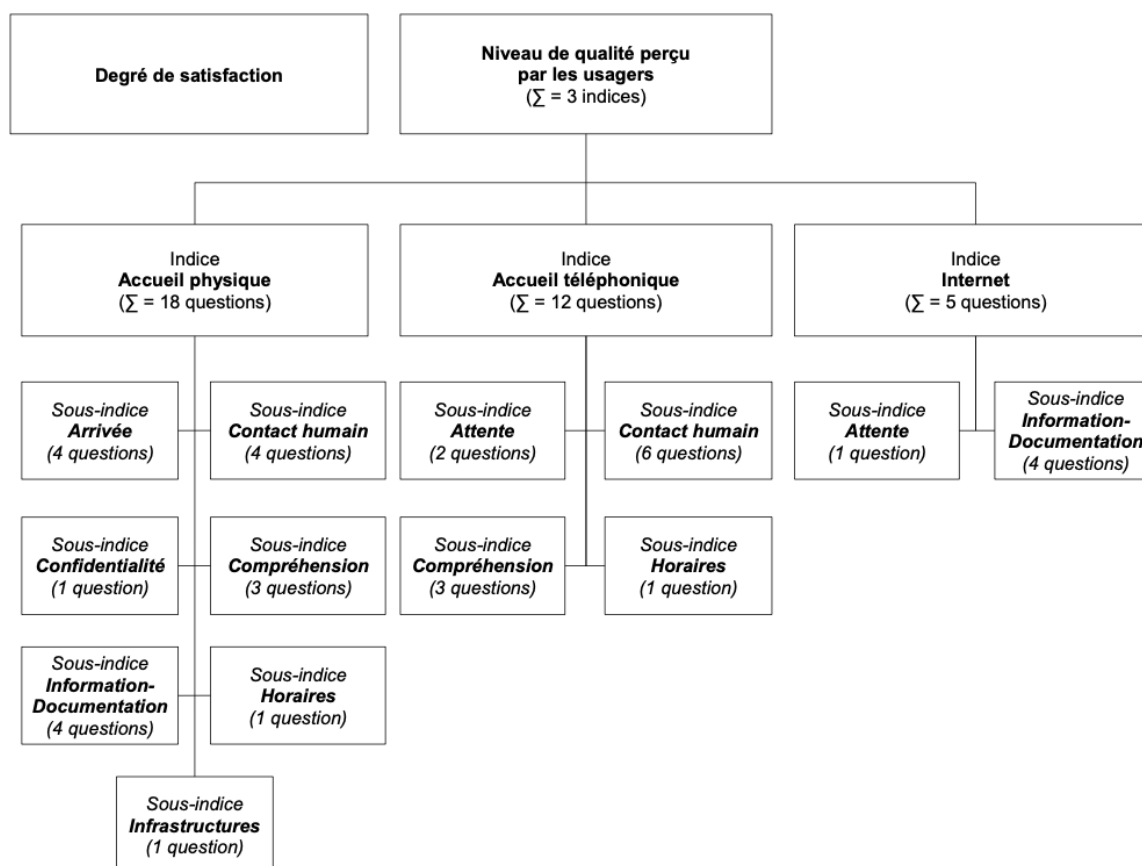 Degré de satisfaction
Niveau de qualité perçu
par les usagers
(∑ = 3 indices)
Indice
Accueil physique
(∑ = 18 questions)
Indice
Accueil téléphonique
(∑ = 12 questions)
Indice
Internet
(∑ = 5 questions)
Sous-indice
Arrivée
(4 questions)
Sous-indice
Contact humain
(4 questions)
Sous-indice
Attente
(2 questions)
Sous-indice
Contact humain
(6 questions)
Sous-indice
Attente
(1 question)
Sous-indice
Information-
Documentation
(4 questions)
Sous-indice
Confidentialité
(1 question)
Sous-indice
Compréhension
(3 questions)
Sous-indice
Compréhension
(3 questions)
Sous-indice
Horaires
(1 question)
Sous-indice
Information-
Documentation
(4 questions)
Sous-indice
Horaires
(1 question)
Sous-indice
Infrastructures
(1 question)